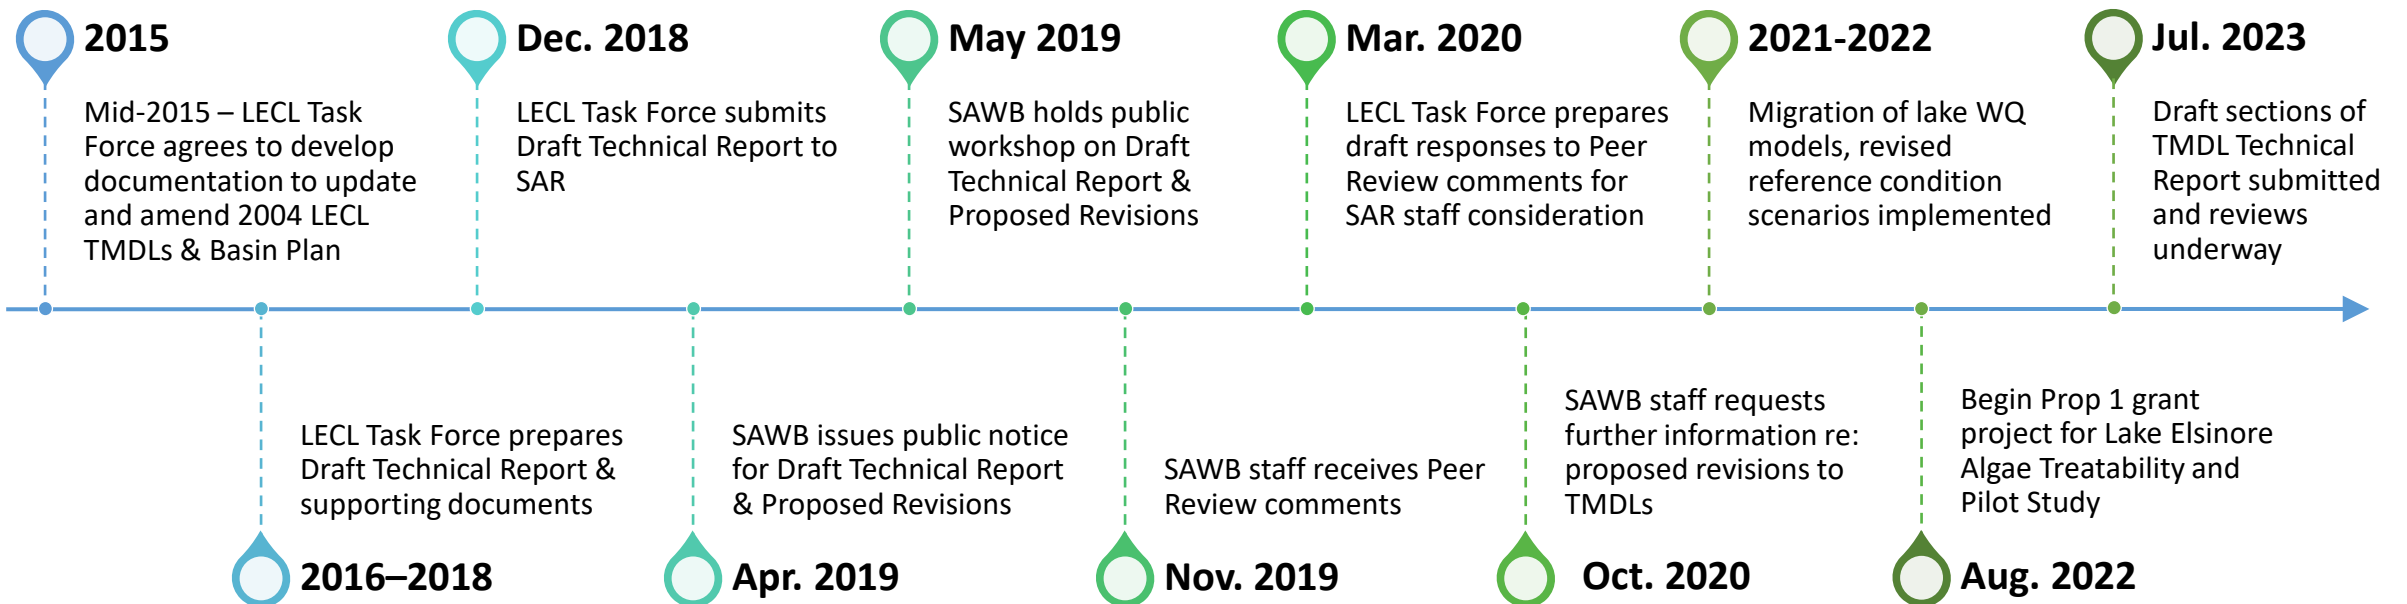 2015
Mid-2015 – LECL Task
Force agrees to develop
documentation to update
and amend 2004 LECL
TMDLs & Basin Plan
2016–2018
LECL Task Force prepares
Draft Technical Report &
supporting documents
Dec. 2018
LECL Task Force submits
Draft Technical Report to
SAR
Apr. 2019
SAWB issues public notice
for Draft Technical Report
& Proposed Revisions
May 2019
SAWB holds public
workshop on Draft
Technical Report &
Proposed Revisions
Nov. 2019
SAWB staff receives Peer
Review comments
Mar. 2020
LECL Task Force prepares
draft responses to Peer
Review comments for
SAR staff consideration
Oct. 2020
SAWB staff requests
further information re:
proposed revisions to
TMDLs
2021-2022
Migration of lake WQ
models, revised
reference condition
scenarios implemented
Aug. 2022
Begin Prop 1 grant
project for Lake Elsinore
Algae Treatability and
Pilot Study
Jul. 2023
Draft sections of
TMDL Technical
Report submitted
and reviews
underway